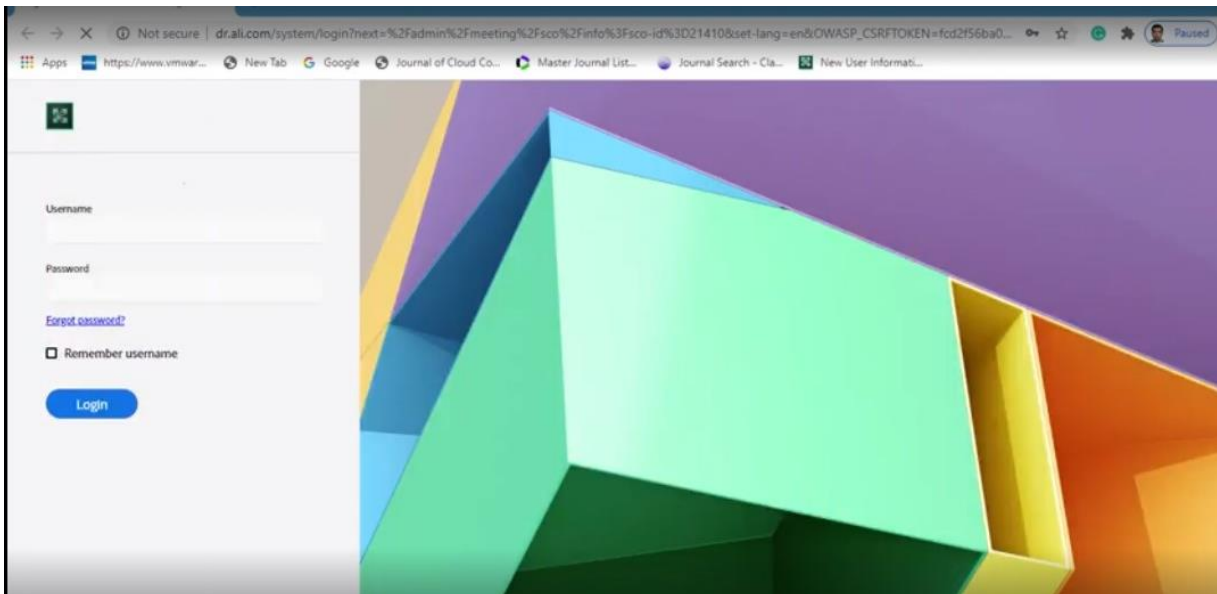 Not secure | dr.ali.com/system/login?next=%2Fadmin%2Fmeeting%2Fsco%2Finfo%3Fsco-id%3D21410&set-lang=en&OWASP_CSRFTOKEN=fcd2f56ba0... Paused
Apps https://www.vmwar... New Tab Google Journal of Cloud Co... Master Journal List... Journal Search - Cla... New User Informati...
Username
Password
Forgot password?
Remember username
Login